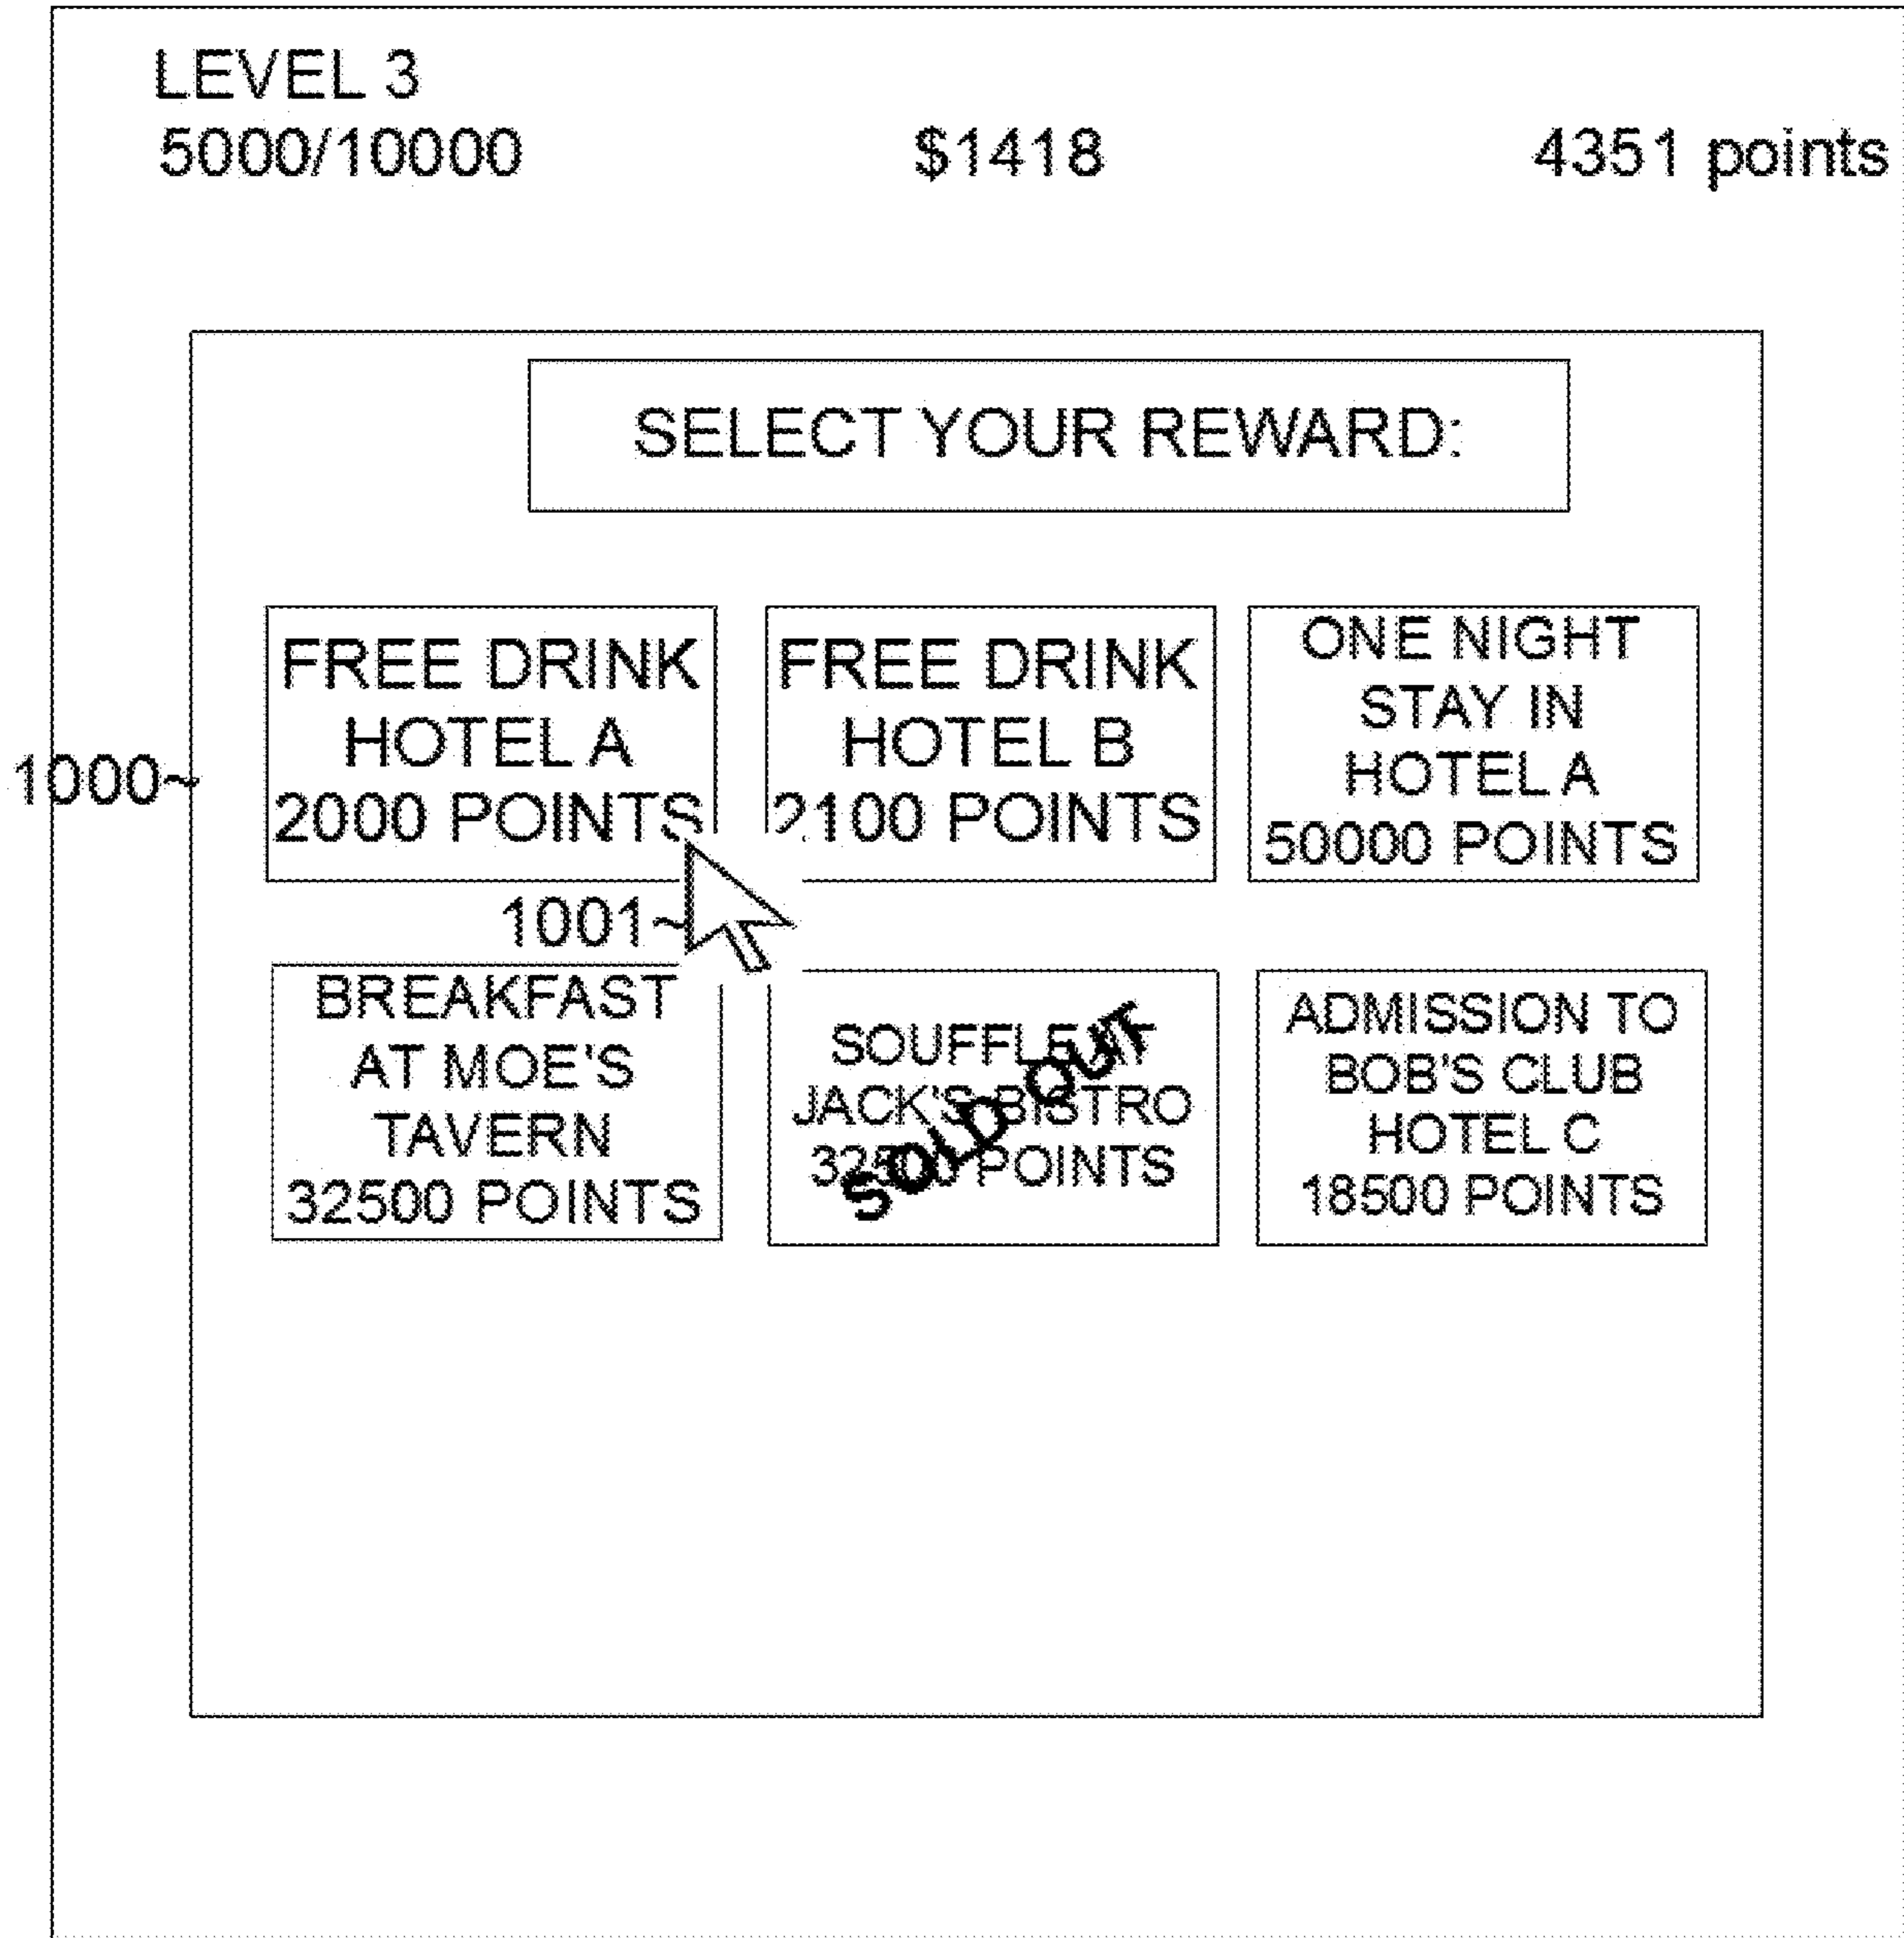 LEVEL 3
5000/10000 $1418 4351 points
SELECT YOUR REWARD:
FREE DRINK
HOTEL A
2000 POINTS
FREE DRINK
HOTEL B
2100 POINTS
ONE NIGHT
STAY IN
HOTEL A
50000 POINTS
1000~
1001~
BREAKFAST
AT MOE'S
TAVERN
32500 POINTS
SOUFFLE AT
JACK'S BISTRO
32500 POINTS
SOLD OUT
ADMISSION TO
BOB'S CLUB
HOTEL C
18500 POINTS